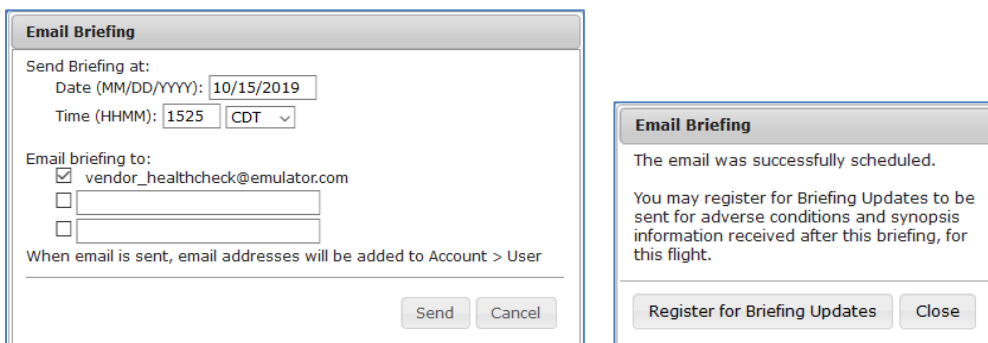 Email Briefing
Send Briefing at:
Date (MM/DD/YYYY): 10/15/2019
Time (HHMM): 1525 CDT
Email briefing to:
vendor_healthcheck@emulator.com
When email is sent, email addresses will be added to Account > User
Send Cancel
Email Briefing
The email was successfully scheduled.
You may register for Briefing Updates to be
sent for adverse conditions and synopsis
information received after this briefing, for
this flight.
Register for Briefing Updates Close